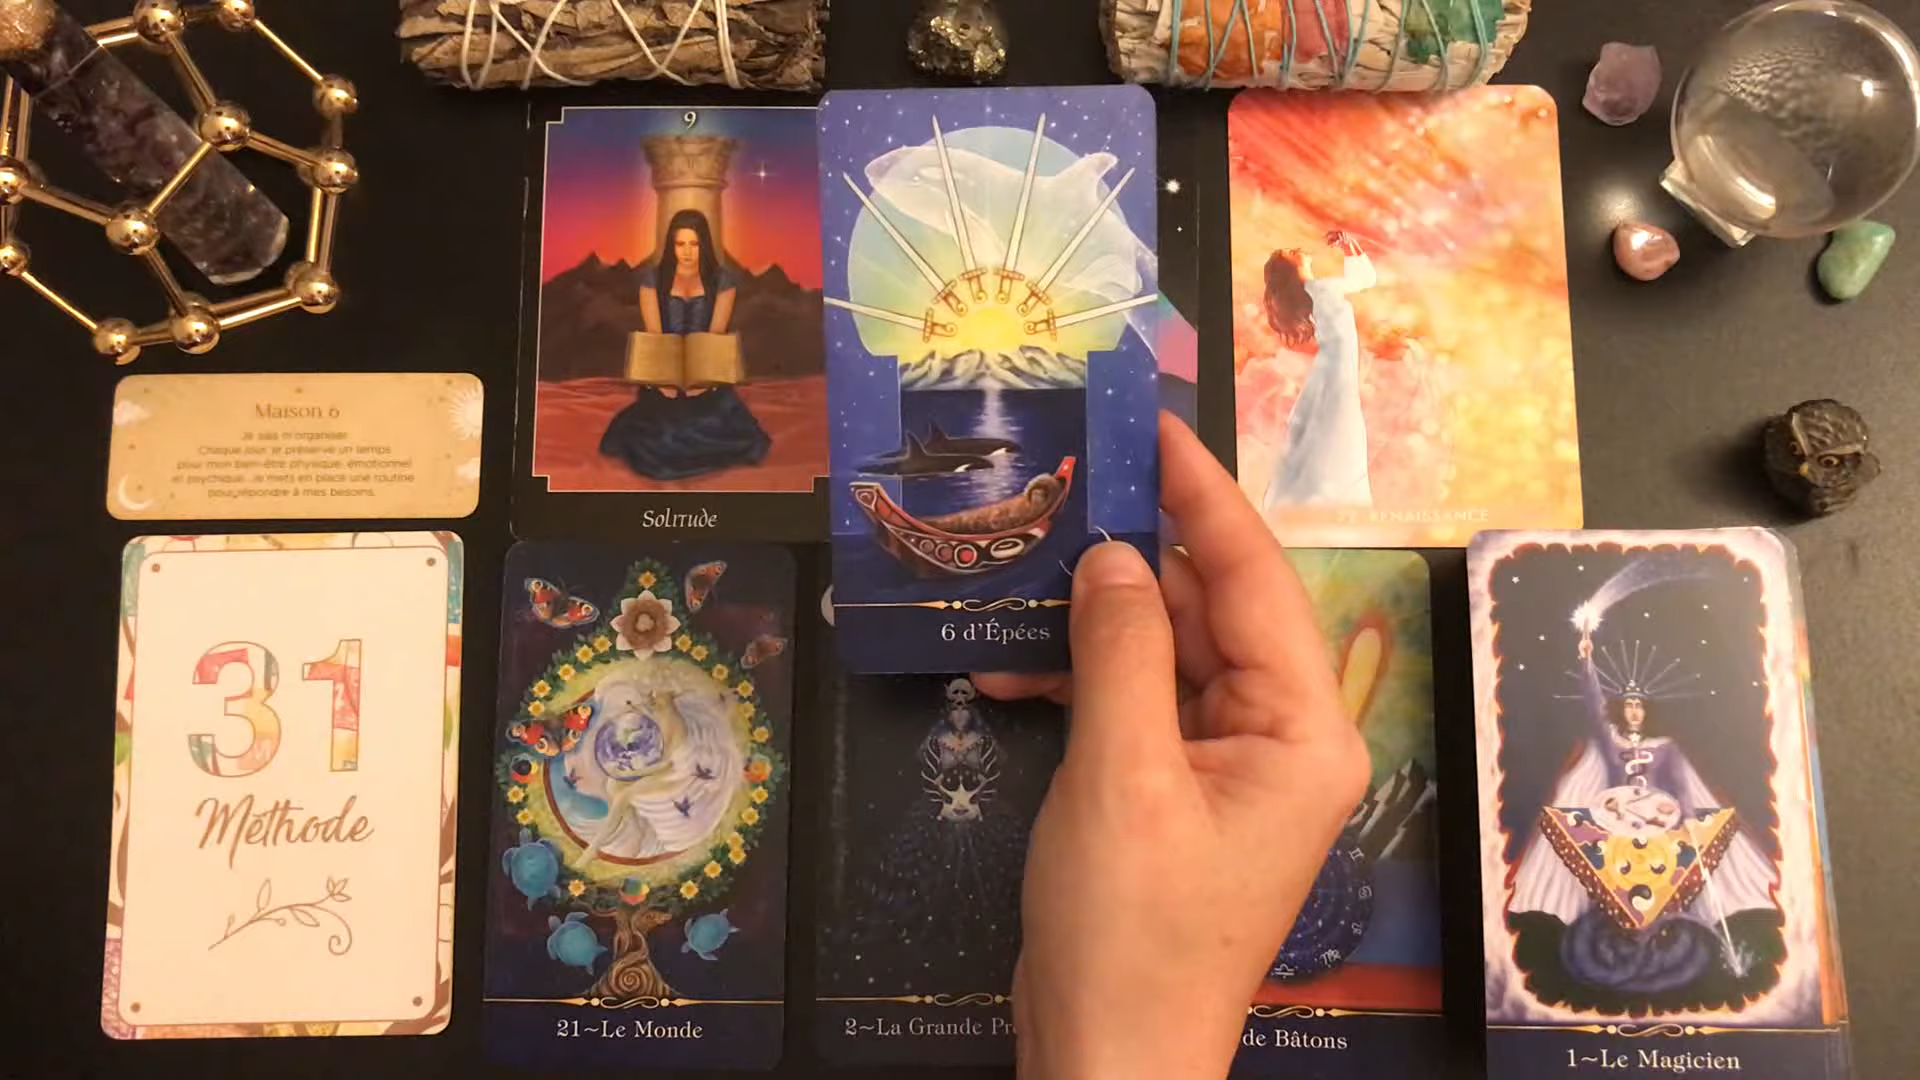 9
Solitude
6 d'Épées
22 RENAISSANCE
Maison 6
Je sais m'organiser.
Chaque jour je préserve un temps
pour mon bien-être physique, émotionnel
et psychique. Je mets en place une routine
pour répondre à mes besoins.
31
Méthode
21~Le Monde
2~La Grande
de Bâtons
1~Le Magicien